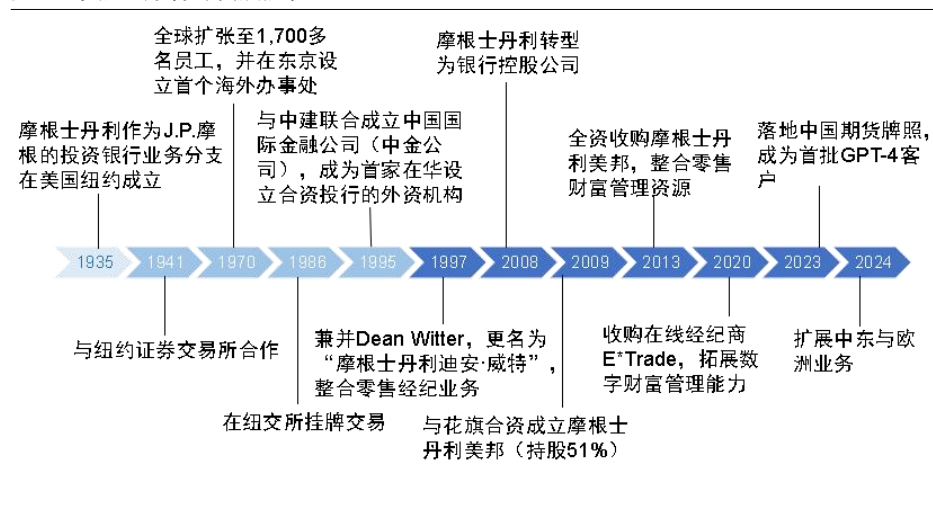 全球扩张至1,700多
名员工，并在东京设
立首个海外办事处
摩根士丹利转型
为银行控股公司
摩根士丹利作为J.P.摩
根的投资银行业务分支
在美国纽约成立
与中建联合成立中国国
际金融公司（中金公
司），成为首家在华设
立合资投行的外资机构
全资收购摩根士丹
利美邦，整合零售
财富管理资源
落地中国期货牌照，
成为首批GPT-4客
户
1935 1941 1970 1986 1995 1997 2008 2009 2013 2020 2023 2024
与纽约证券交易所合作
在纽交所挂牌交易
兼并Dean Witter，更名为
“摩根士丹利迪安·威特”，
整合零售经纪业务
与花旗合资成立摩根士
丹利美邦（持股51%）
收购在线经纪商
E*Trade，拓展数
字财富管理能力
扩展中东与欧
洲业务